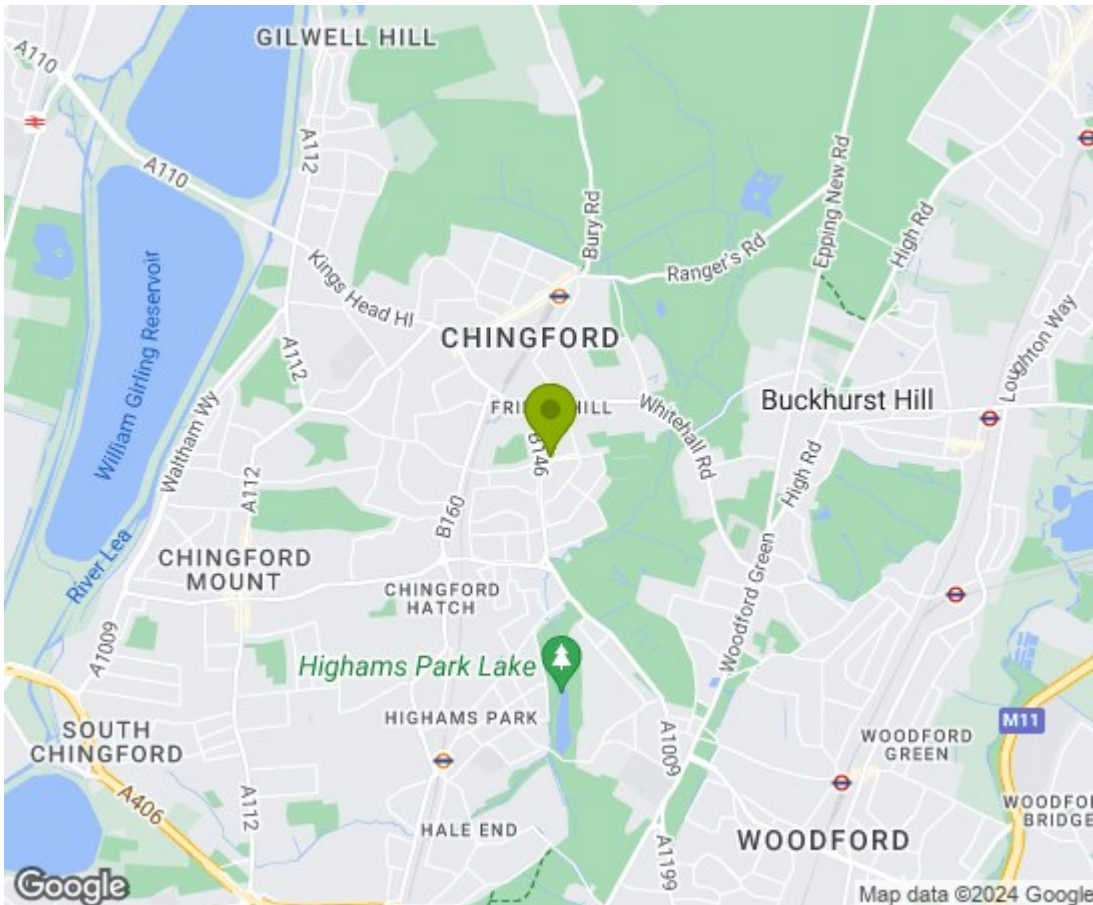 GILWELL HILL
A110
A112
A110
Bury Rd
Epping New Rd
High Rd
Ranger's Rd
William Girling Reservoir
Kings Head Hl
CHINGFORD
A112
Loughton Way
Waltham Wy
HILL
Whitehall Rd
Buckhurst Hill
B146
A112
High Rd
B160
River Lea
CHINGFORD
MOUNT
CHINGFORD
HATCH
Woodford Green
A1009
Highams Park Lake
HIGHAMS PARK
SOUTH
CHINGFORD
A1009
M11
WOODFORD
GREEN
A406
A112
HALE END
WOODFORD
BRIDGE
WOODFORD
A1199
Google
Map data ©2024 Google